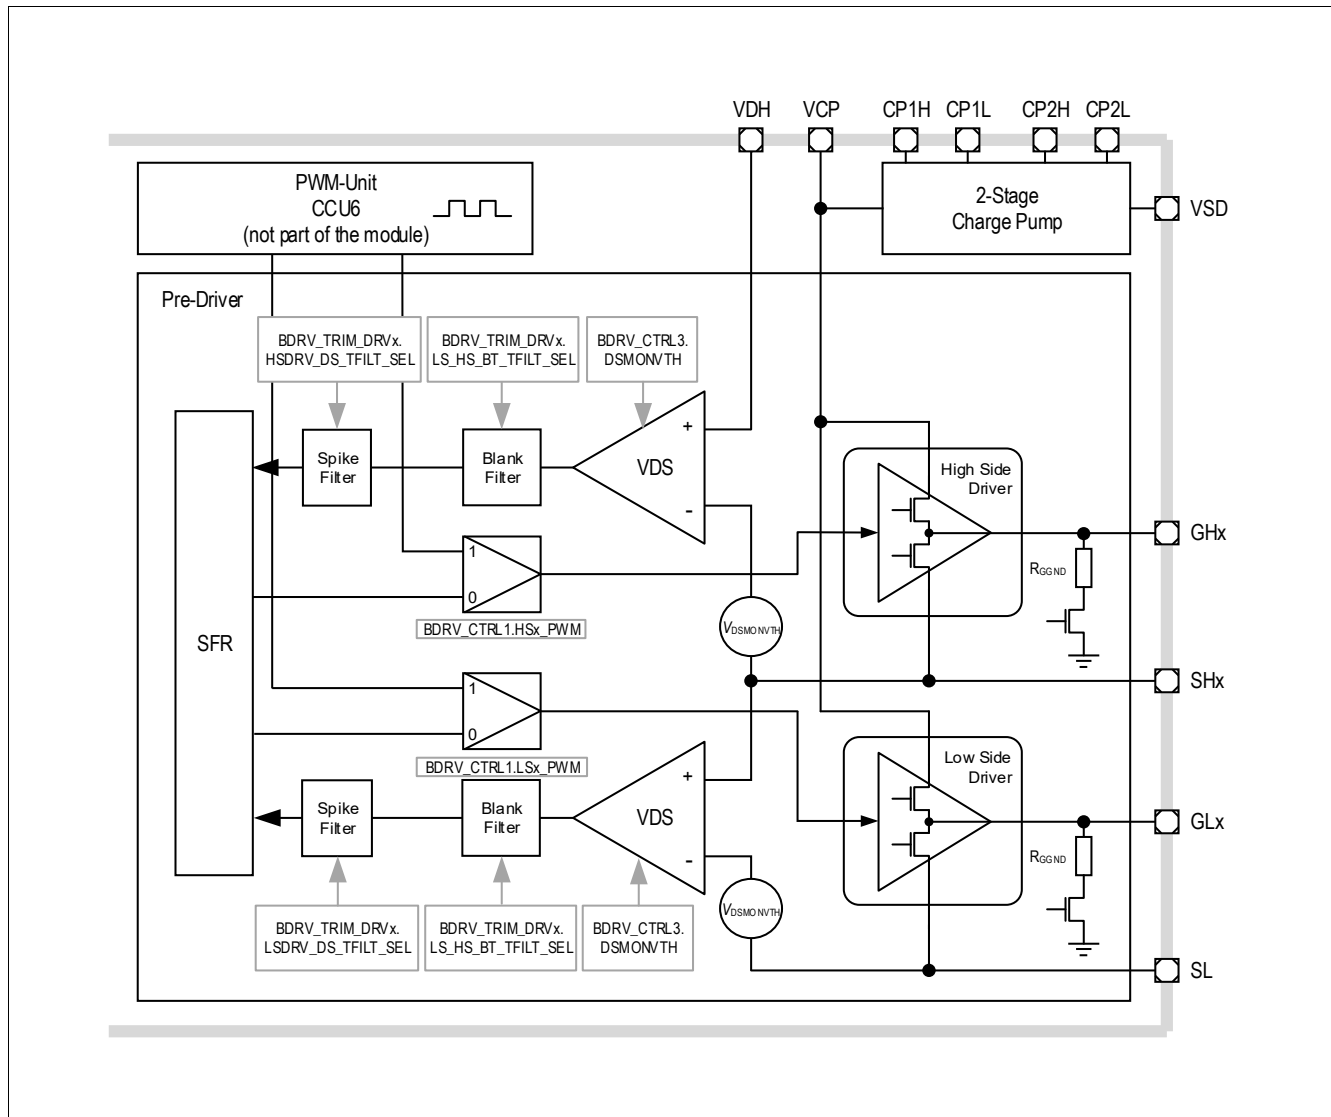 VDH
VCP
CP1H
CP1L
CP2H
CP2L
PWM-Unit
CCU6
(not part of the module)
2-Stage
Charge Pump
VSD
Pre-Driver
BDRV_TRIM_DRVx.
HSDRV_DS_TFILT_SEL
BDRV_TRIM_DRVx.
LS_HS_BT_TFILT_SEL
BDRV_CTRL3.
DSMONVTH
Spike
Filter
Blank
Filter
VDS
+
-
High Side
Driver
GHx
RGGND
1
0
BDRV_CTRL1.HSx_PWM
VDSMONVTH
SFR
SHx
1
0
BDRV_CTRL1.LSx_PWM
Low Side
Driver
Spike
Filter
Blank
Filter
VDS
+
-
GLx
RGGND
VDSMONVTH
BDRV_TRIM_DRVx.
LSDRV_DS_TFILT_SEL
BDRV_TRIM_DRVx.
LS_HS_BT_TFILT_SEL
BDRV_CTRL3.
DSMONVTH
SL